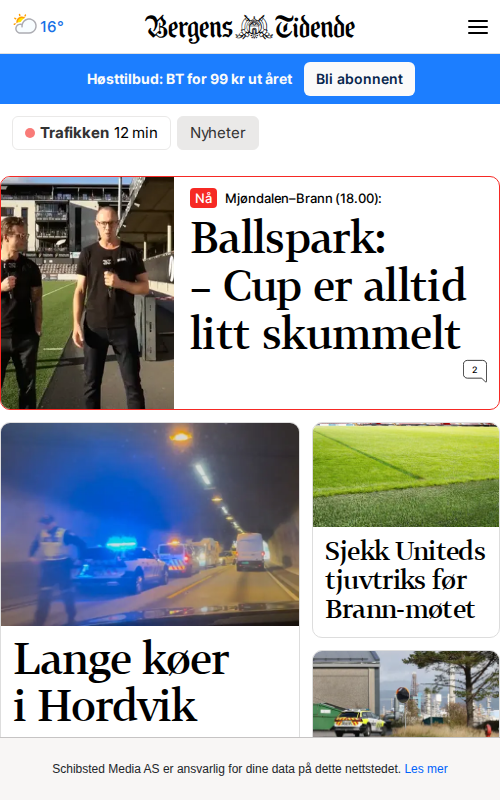 16°
Bergens Tidende
Høsttilbud: BT for 99 kr ut året
Bli abonnent
Trafikken 12 min
Nyheter
Nå Mjøndalen–Brann (18.00):
Ballspark:
– Cup er alltid
litt skummelt
2
Sjekk Uniteds
tjuvtriks før
Brann-møtet
Lange køer
i Hordvik
Schibsted Media AS er ansvarlig for dine data på dette nettstedet. Les mer